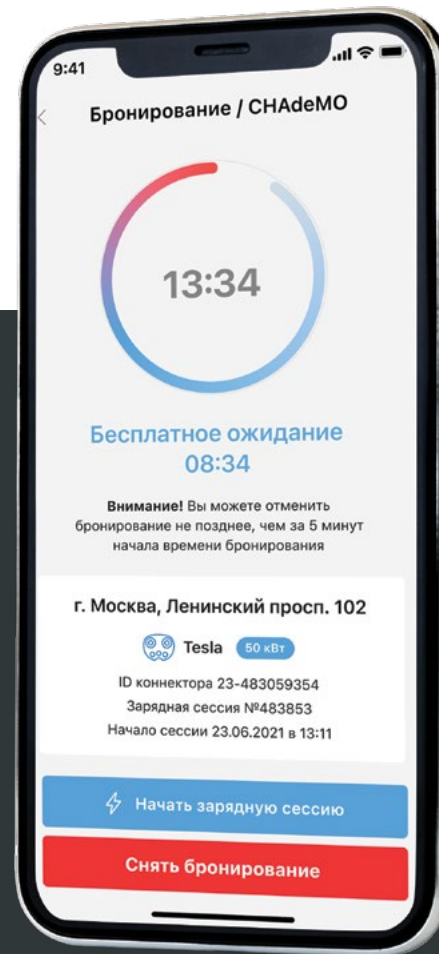 9:41
Бронирование / CHAdeMO
13:34
Бесплатное ожидание
08:34
Внимание! Вы можете отменить
бронирование не позднее, чем за 5 минут
начала времени бронирования
г. Москва, Ленинский просп. 102
Tesla 50 кВт
ID коннектора 23-483059354
Зарядная сессия №483853
Начало сессии 23.06.2021 в 13:11
Начать зарядную сессию
Снять бронирование